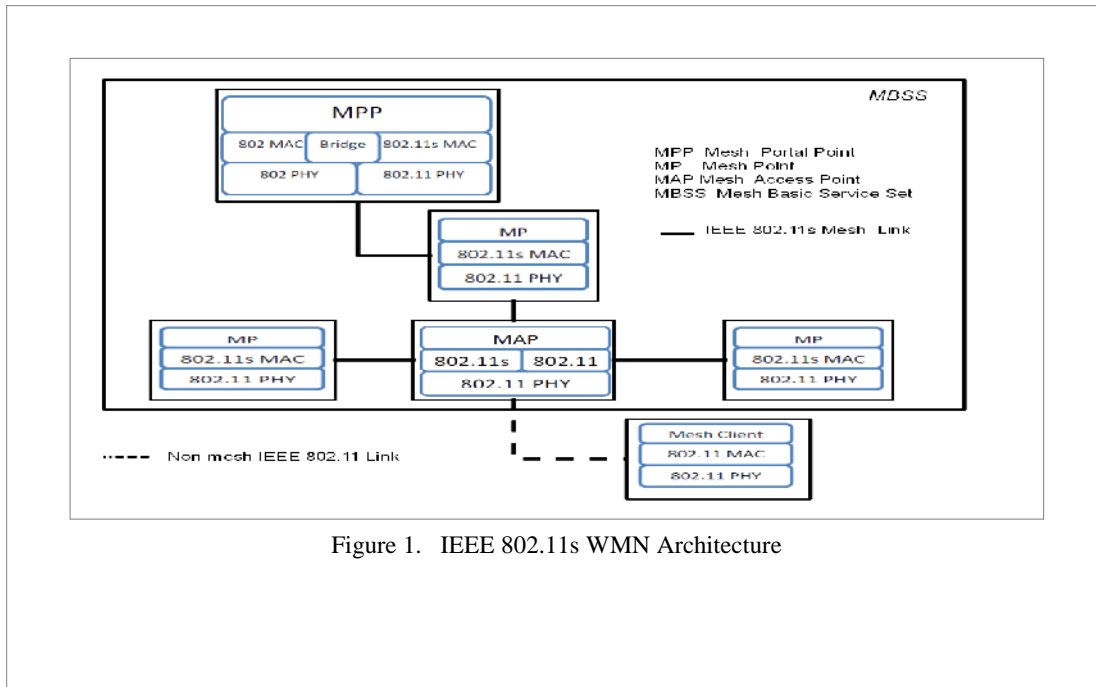 MBSS
MPP
802 MAC Bridge 802.11s MAC
802 PHY 802.11 PHY
MPP Mesh Portal Point
MP Mesh Point
MAP Mesh Access Point
MBSS Mesh Basic Service Set
IEEE 802.11s Mesh Link
MP
802.11s MAC
802.11 PHY
MP
802.11s MAC
802.11 PHY
MAP
802.11s 802.11
802.11 PHY
MP
802.11s MAC
802.11 PHY
Mesh Client
802.11 MAC
802.11 PHY
Non mesh IEEE 802.11 Link
Figure 1. IEEE 802.11s WMN Architecture